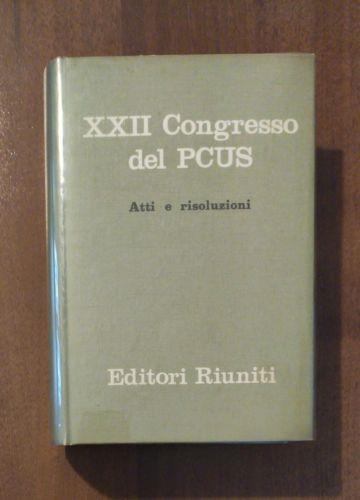 XXII Congresso
del PCUS
Atti e risoluzioni
Editori Riuniti